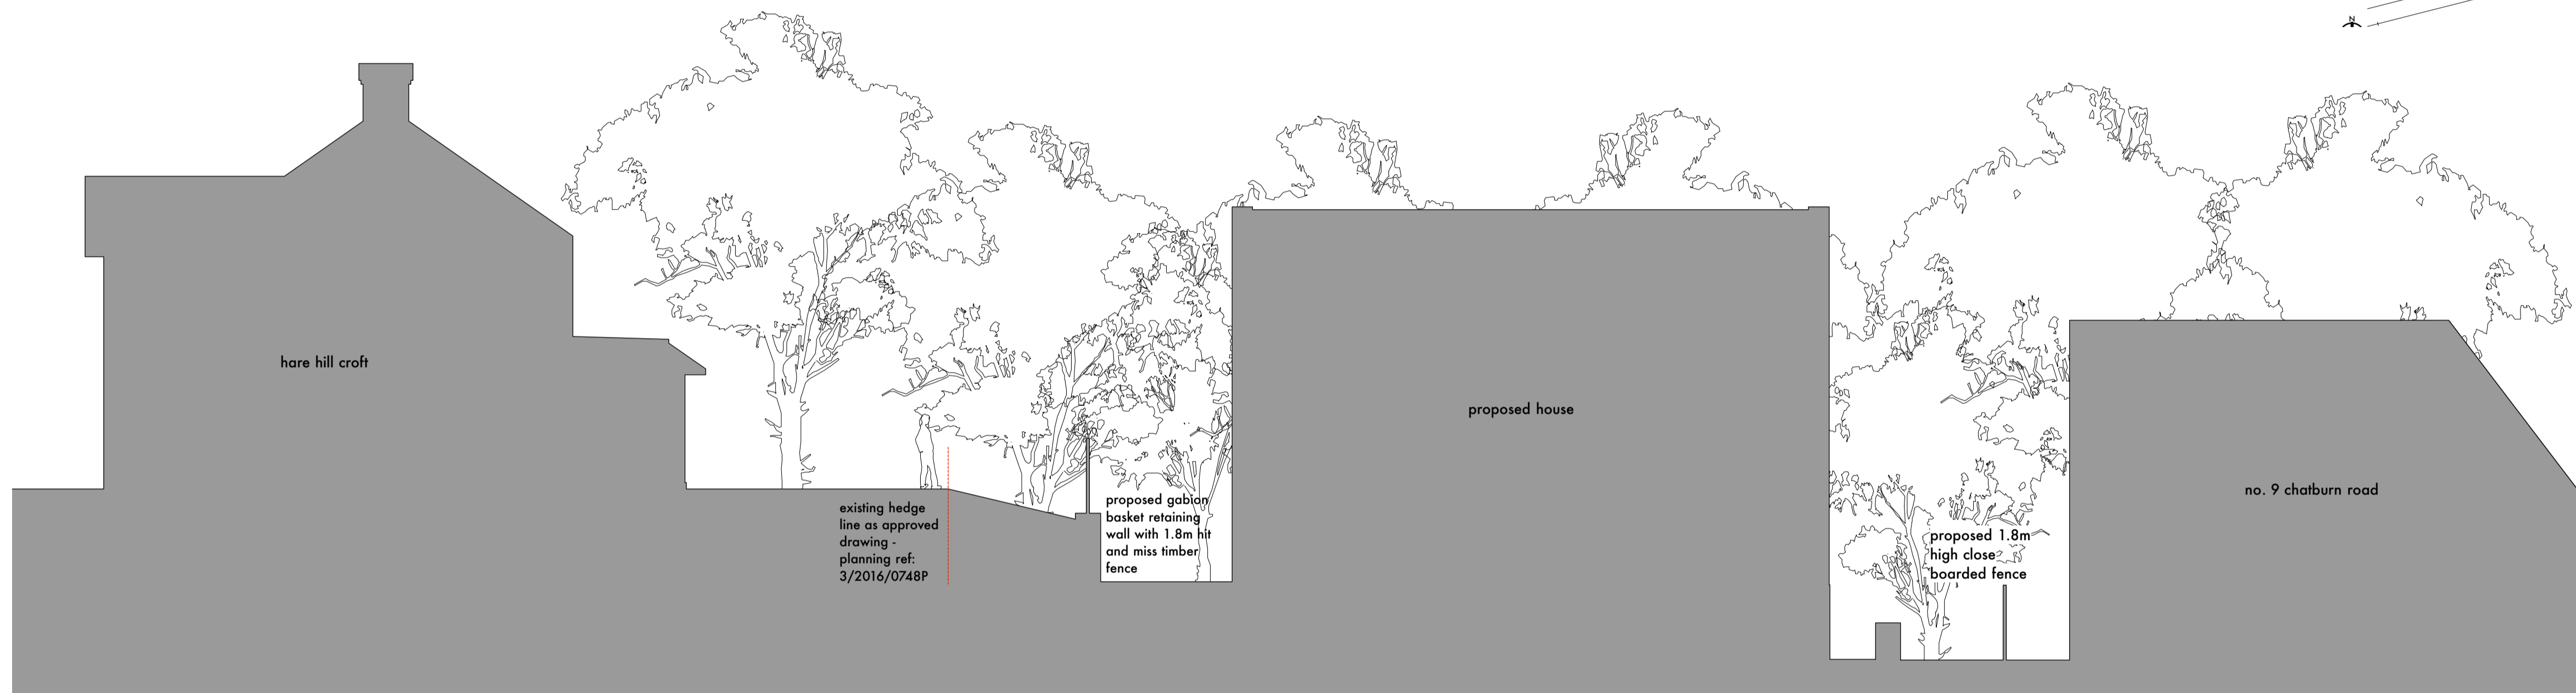 N
hare hill croft
existing hedge
line as approved
drawing -
planning ref:
3/2016/0748P
proposed gabion
basket retaining
wall with 1.8m hit
and miss timber
fence
proposed house
proposed 1.8m
high close
boarded fence
no. 9 chatburn road